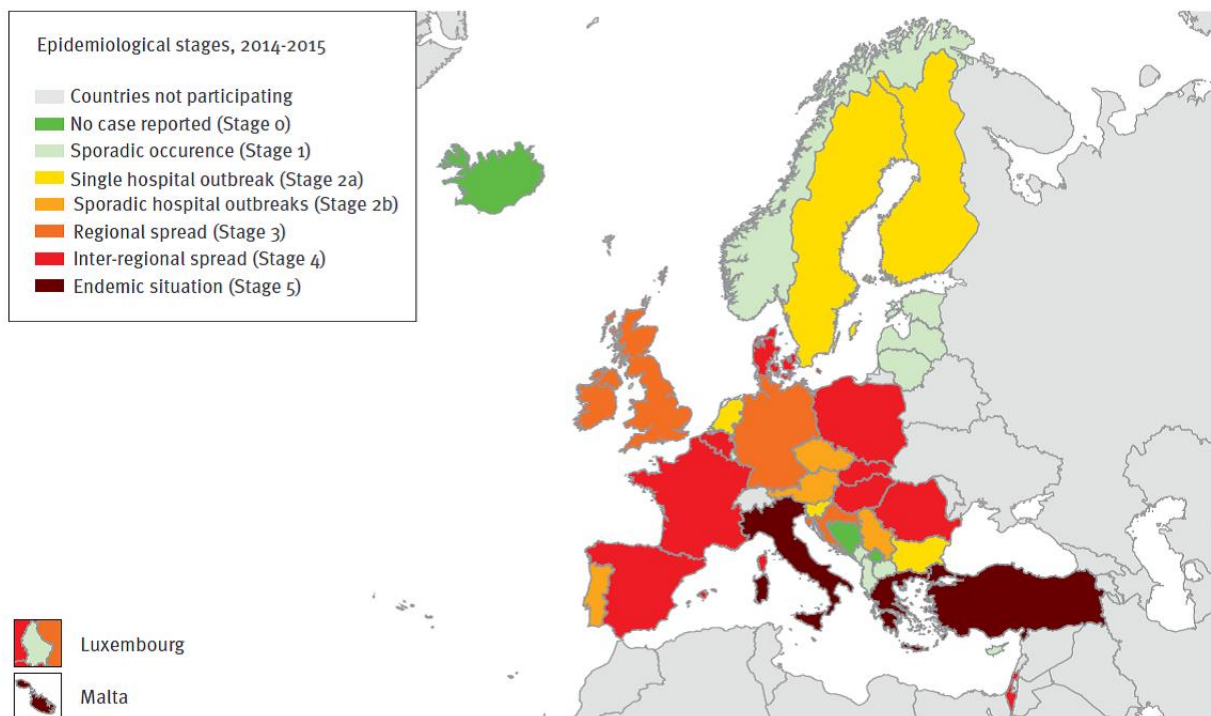 Epidemiological stages, 2014-2015
Countries not participating
No case reported (Stage 0)
Sporadic occurence (Stage 1)
Single hospital outbreak (Stage 2a)
Sporadic hospital outbreaks (Stage 2b)
Regional spread (Stage 3)
Inter-regional spread (Stage 4)
Endemic situation (Stage 5)
Luxembourg
Malta